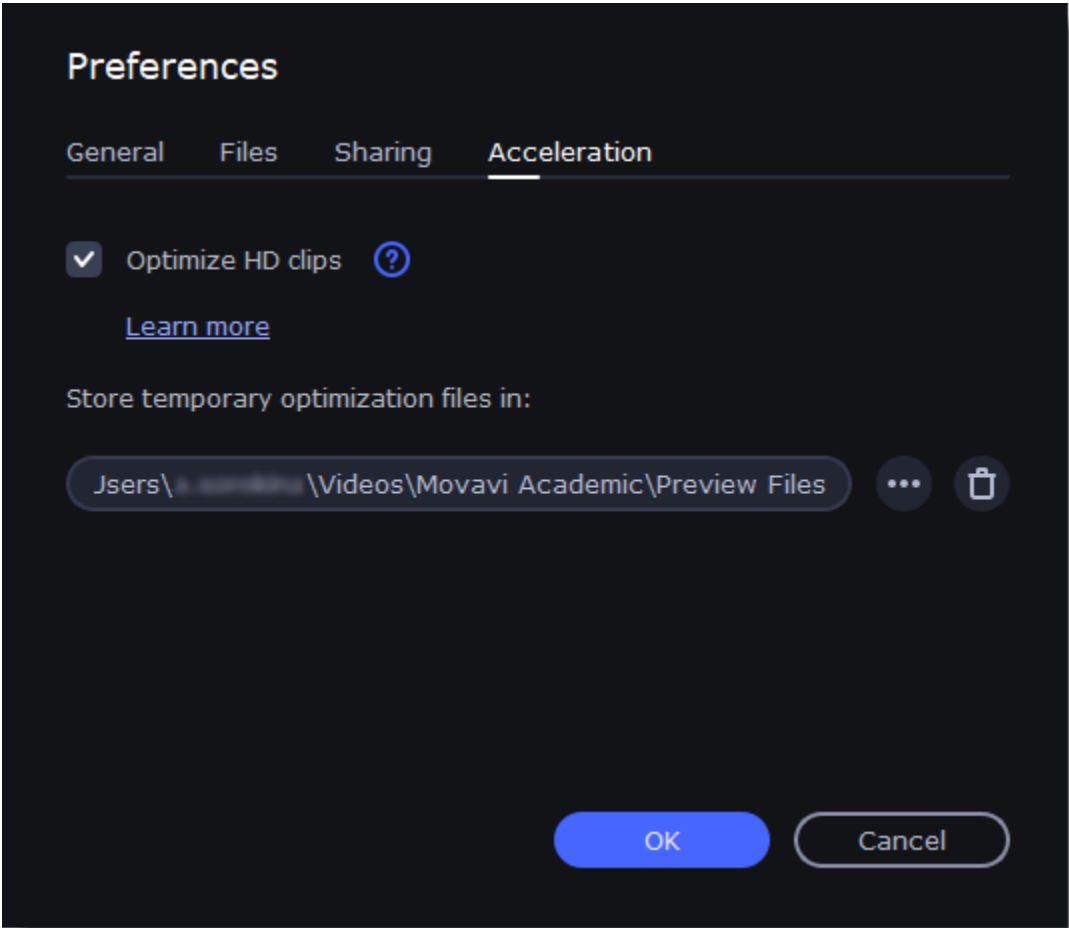 Preferences
General Files Sharing Acceleration
Optimize HD clips ?
Learn more
Store temporary optimization files in:
Jsers\ \Videos\Movavi Academic\Preview Files
OK Cancel